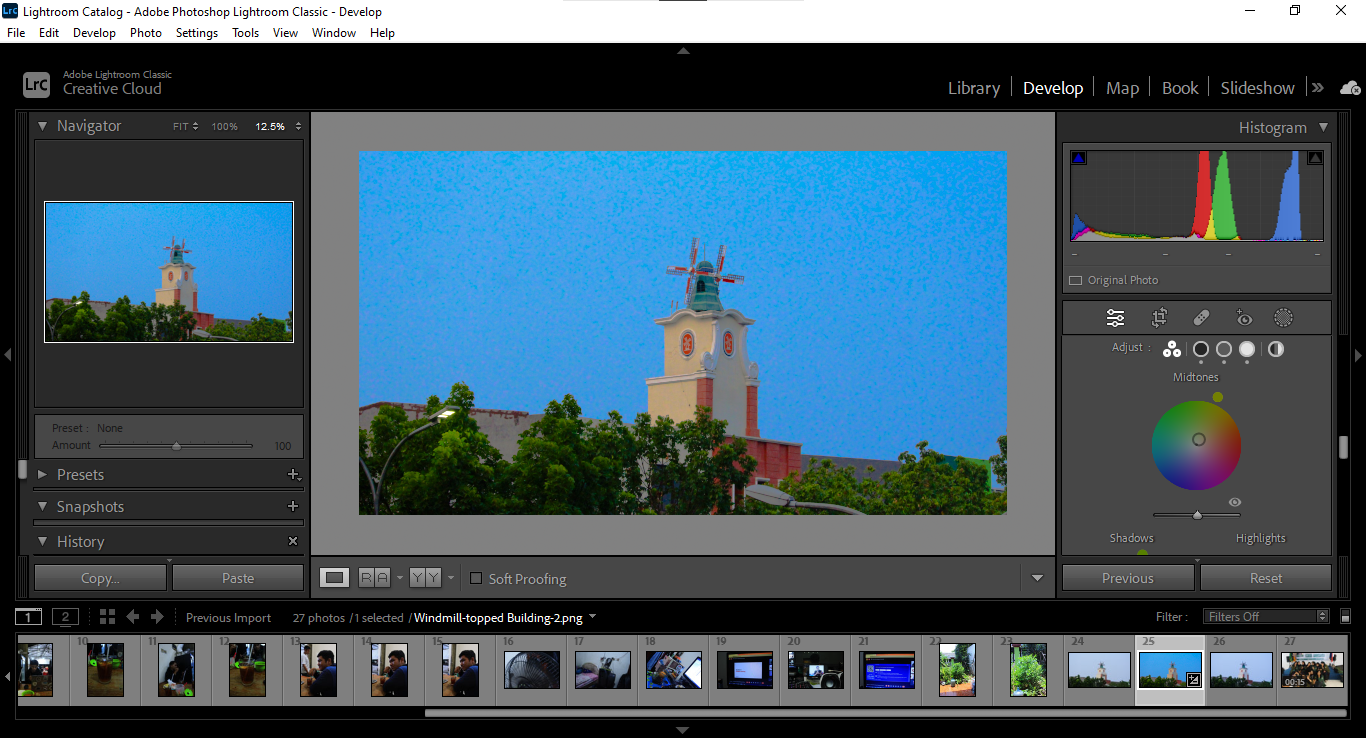 Lrc Lightroom Catalog - Adobe Photoshop Lightroom Classic - Develop
File Edit Develop Photo Settings Tools View Window Help
Lrc Adobe Lightroom Classic
Creative Cloud
Library Develop Map Book Slideshow
Navigator FIT 100% 12.5%
Histogram
Original Photo
Adjust :
Midtones
Preset : None
Amount 100
Presets
Snapshots
History
Shadows Highlights
Copy... Paste
R A Y Y Soft Proofing
Previous Reset
1 2 Previous Import 27 photos / 1 selected / Windmill-topped Building-2.png Filter : Filters Off
10 11 12 13 14 15 16 17 18 19 20 21 22 23 24 25 26 27
00:15